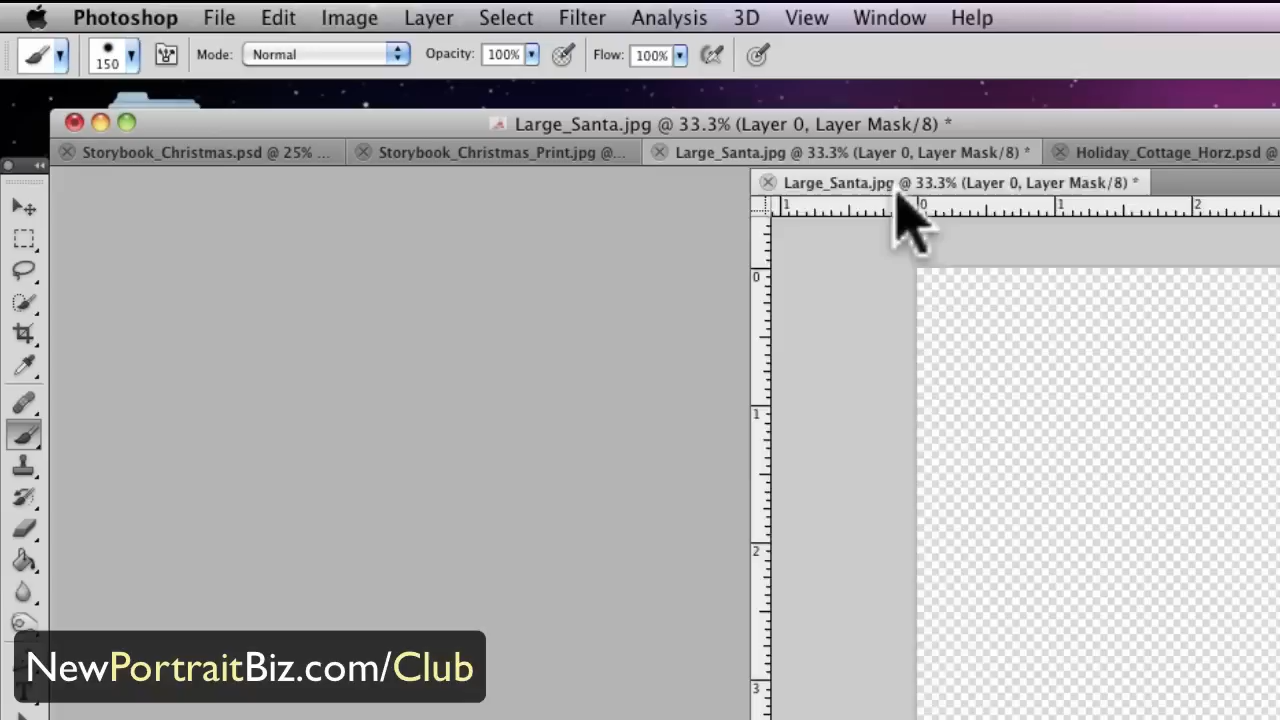 Photoshop File Edit Image Layer Select Filter Analysis 3D View Window Help
150 Mode: Normal Opacity: 100% Flow: 100%
Large_Santa.jpg @ 33.3% (Layer 0, Layer Mask/8) *
Storybook_Christmas.psd @ 25% ... Storybook_Christmas_Print.jpg @... Large_Santa.jpg @ 33.3% (Layer 0, Layer Mask/8) * Holiday_Cottage_Horz.psd @
Large_Santa.jpg @ 33.3% (Layer 0, Layer Mask/8) *
1 0 1 2
0
1
2
3
NewPortraitBiz.com/Club
T